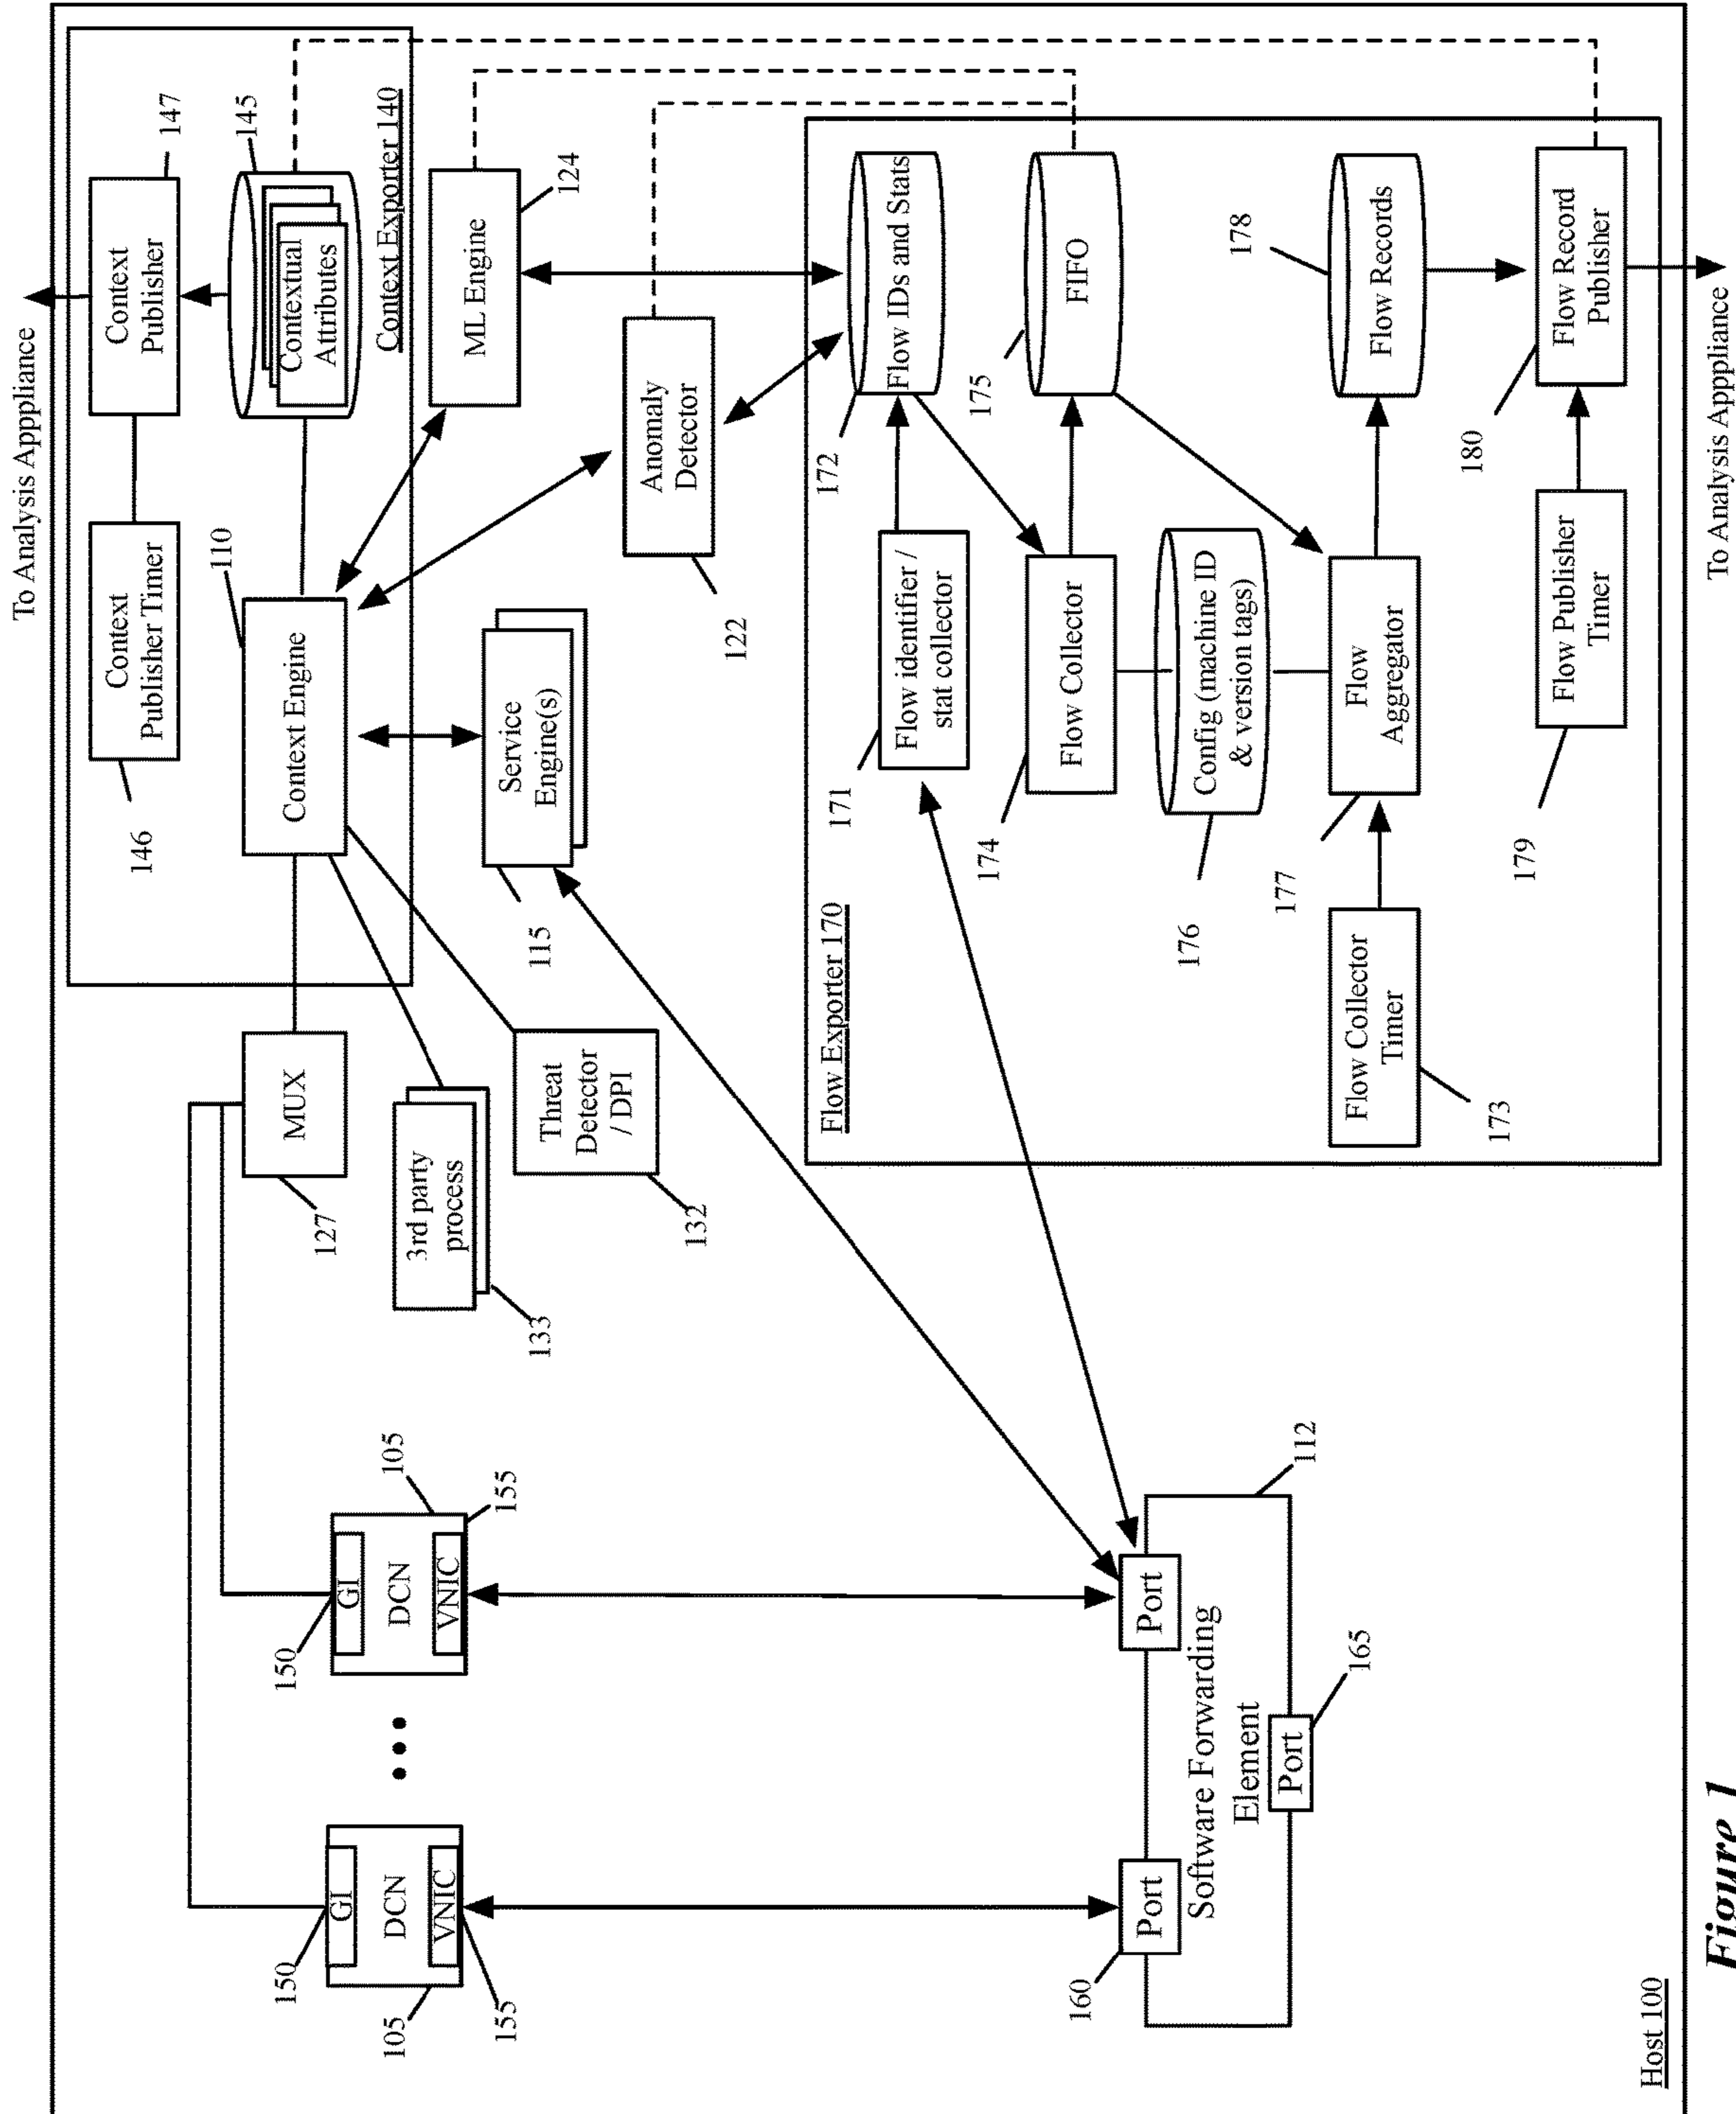 To Analysis Appliance
Context
Publisher Timer
146
Context
Publisher
147
110
Context Engine
Contextual
Attributes
145
Context Exporter 140
MUX
127
3rd party
process
133
Threat
Detector
/ DPI
132
Service
Engine(s)
115
ML Engine
124
Anomaly
Detector
122
150
GI
DCN
VNIC
105
155
150
GI
DCN
VNIC
105
155
160
Port
Port
Software Forwarding
Element
112
Port
165
Flow Exporter 170
171
Flow identifier /
stat collector
172
Flow IDs and Stats
174
Flow Collector
175
FIFO
176
Config (machine ID
& version tags)
173
Flow Collector
Timer
177
Flow
Aggregator
178
Flow Records
179
Flow Publisher
Timer
180
Flow Record
Publisher
Host 100
To Analysis Apppliance
Figure 1